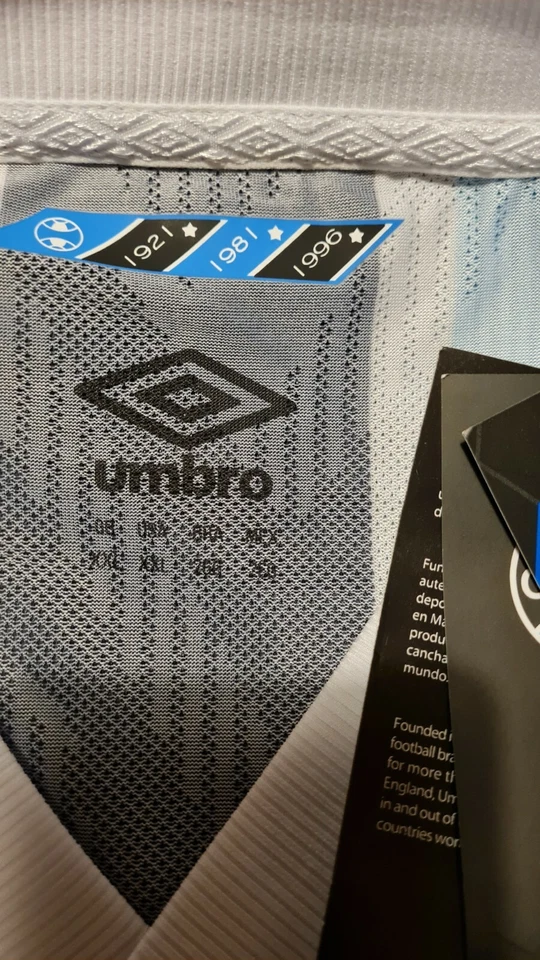 1921
1981
1996
umbro
GB USA BRA MEX
XXL XXL 2GG 2EG
Fun
aute
depo
en Ma
produ
cancha
mundo.
Founded i
football bra
for more th
England, Um
in and out of
countries wor